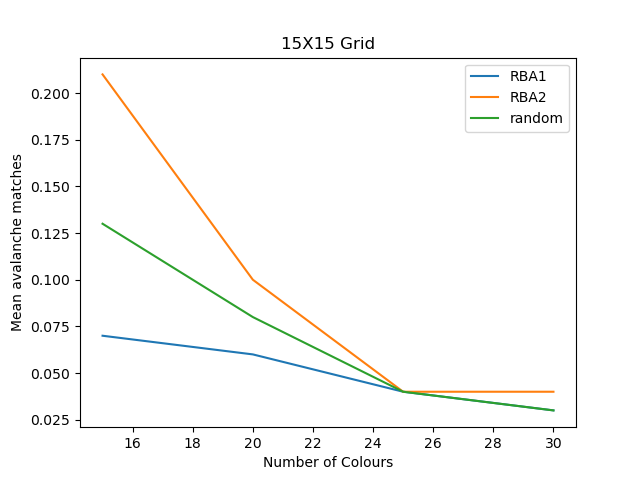 15X15 Grid
RBA1
RBA2
random
0.200
0.175
0.150
0.125
0.100
0.075
0.050
0.025
Mean avalanche matches
16 18 20 22 24 26 28 30
Number of Colours